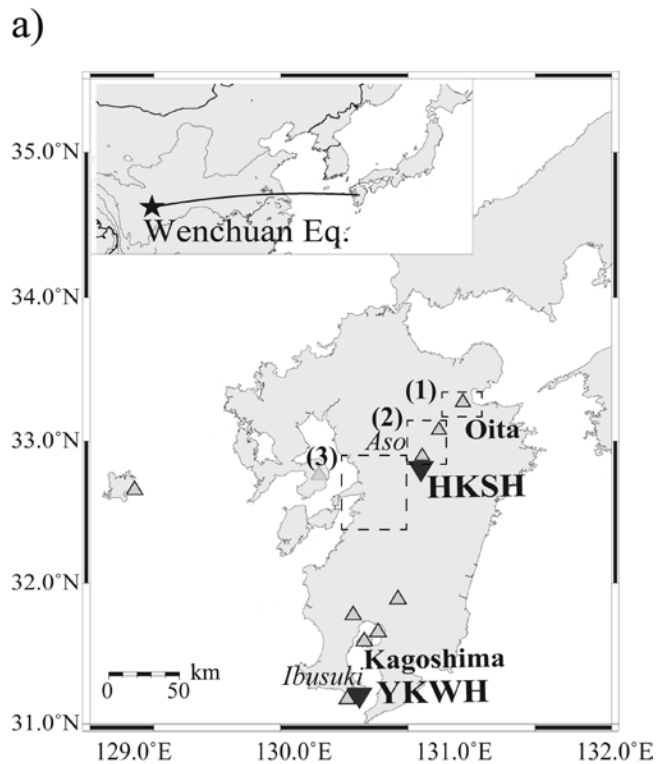 a)
Wenchuan Eq.
35.0°N
34.0°N
33.0°N
32.0°N
31.0°N
(1)
(2)
Oita
Aso
(3)
HKSH
Kagoshima
Ibusuki
YKWH
km
0 50
129.0°E 130.0°E 131.0°E 132.0°E